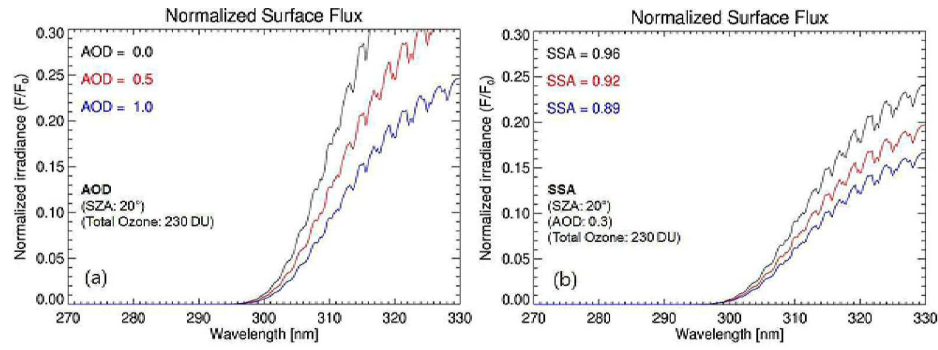 Normalized Surface Flux
0.30
0.25
0.20
0.15
0.10
0.05
0.00
Normalized irradiance (F/F₀)
AOD = 0.0
AOD = 0.5
AOD = 1.0
AOD
(SZA: 20°)
(Total Ozone: 230 DU)
(a)
270 280 290 300 310 320 330
Wavelength [nm]
Normalized Surface Flux
0.30
0.25
0.20
0.15
0.10
0.05
0.00
Normalized irradiance (F/F₀)
SSA = 0.96
SSA = 0.92
SSA = 0.89
SSA
(SZA: 20°)
(AOD: 0.3)
(Total Ozone: 230 DU)
(b)
270 280 290 300 310 320 330
Wavelength [nm]